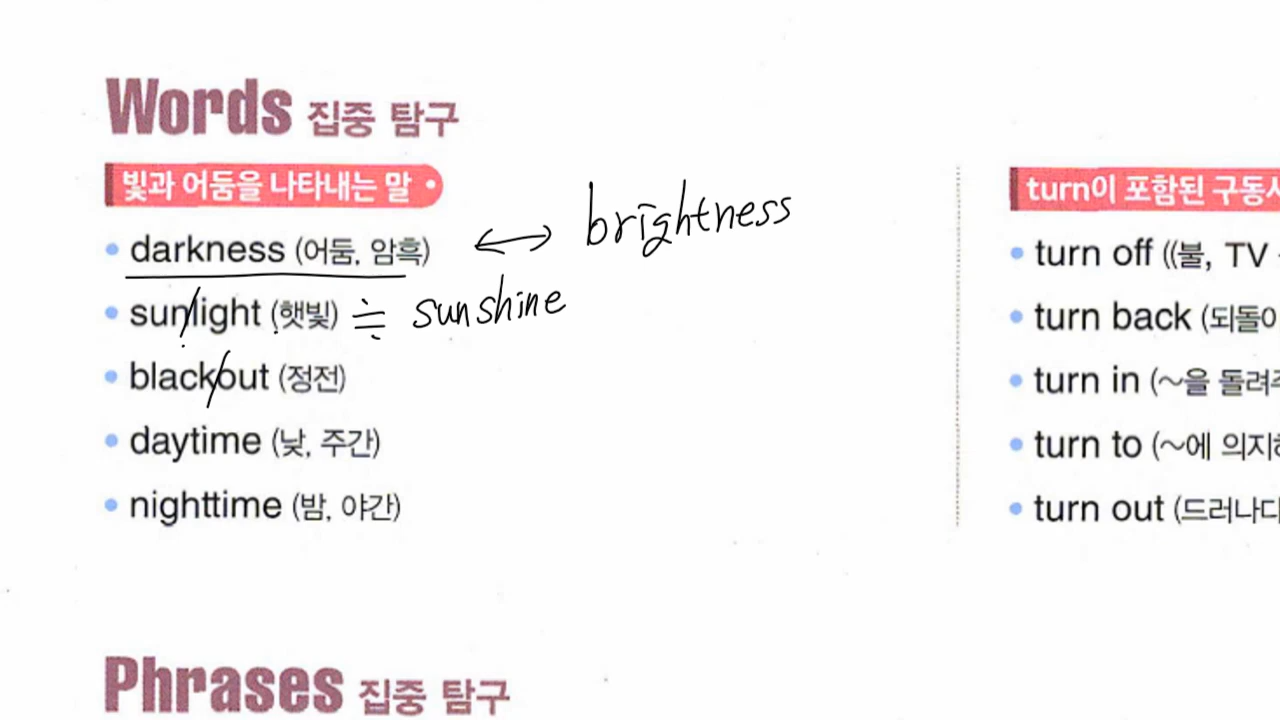 Words 집중 탐구
빛과 어둠을 나타내는 말
darkness (어둠, 암흑) ↔ brightness
sunlight (햇빛) ≒ sunshine
blackout (정전)
daytime (낮, 주간)
nighttime (밤, 야간)
turn이 포함된 구동사
turn off ((불, TV
turn back (되돌아
turn in (~을 돌려주
turn to (~에 의지하
turn out (드러나다
Phrases 집중 탐구